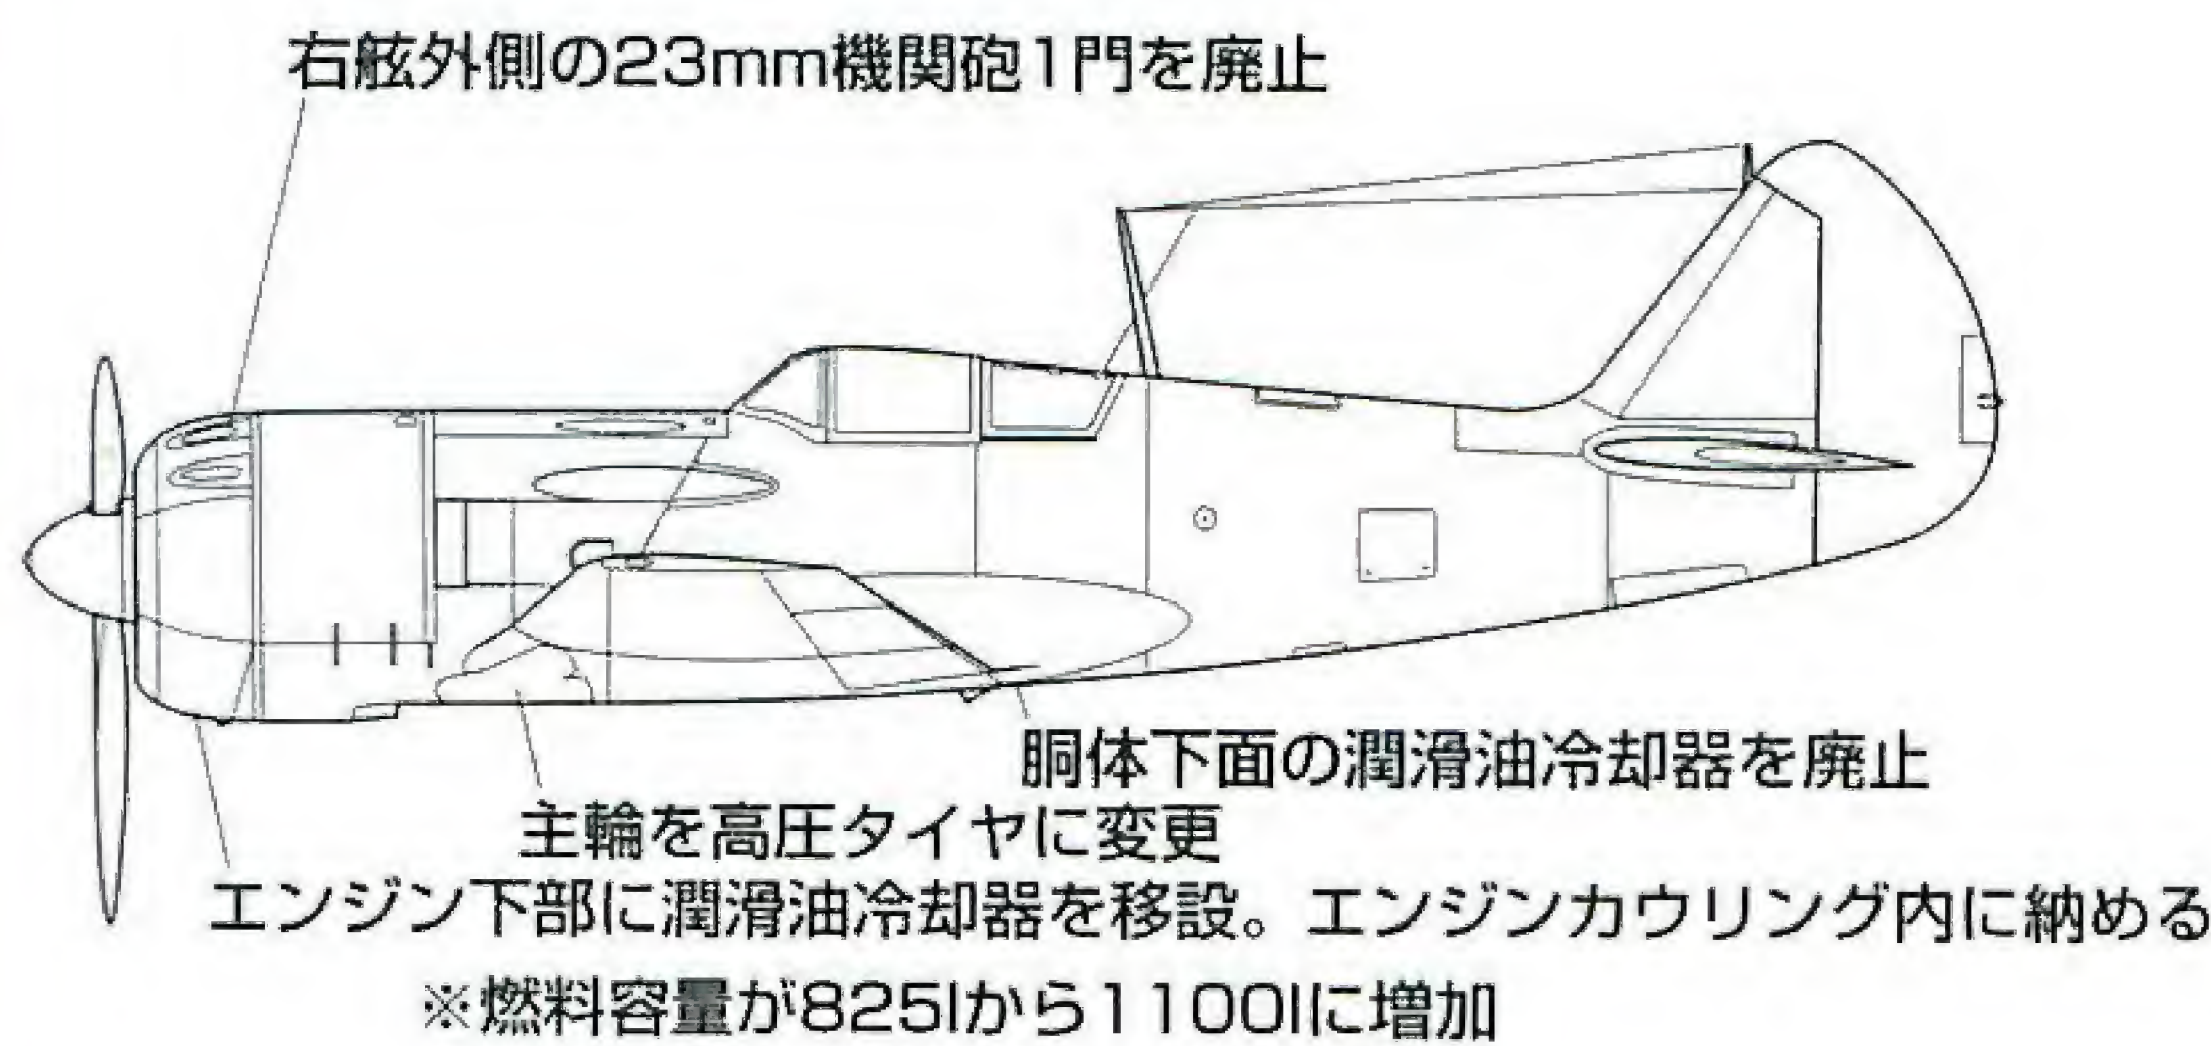 右舷外側の23mm機関砲1門を廃止
胴体下面の潤滑油冷却器を廃止
主輪を高圧タイヤに変更
エンジン下部に潤滑油冷却器を移設。エンジンカウリング内に納める
※燃料容量が825lから1100lに増加